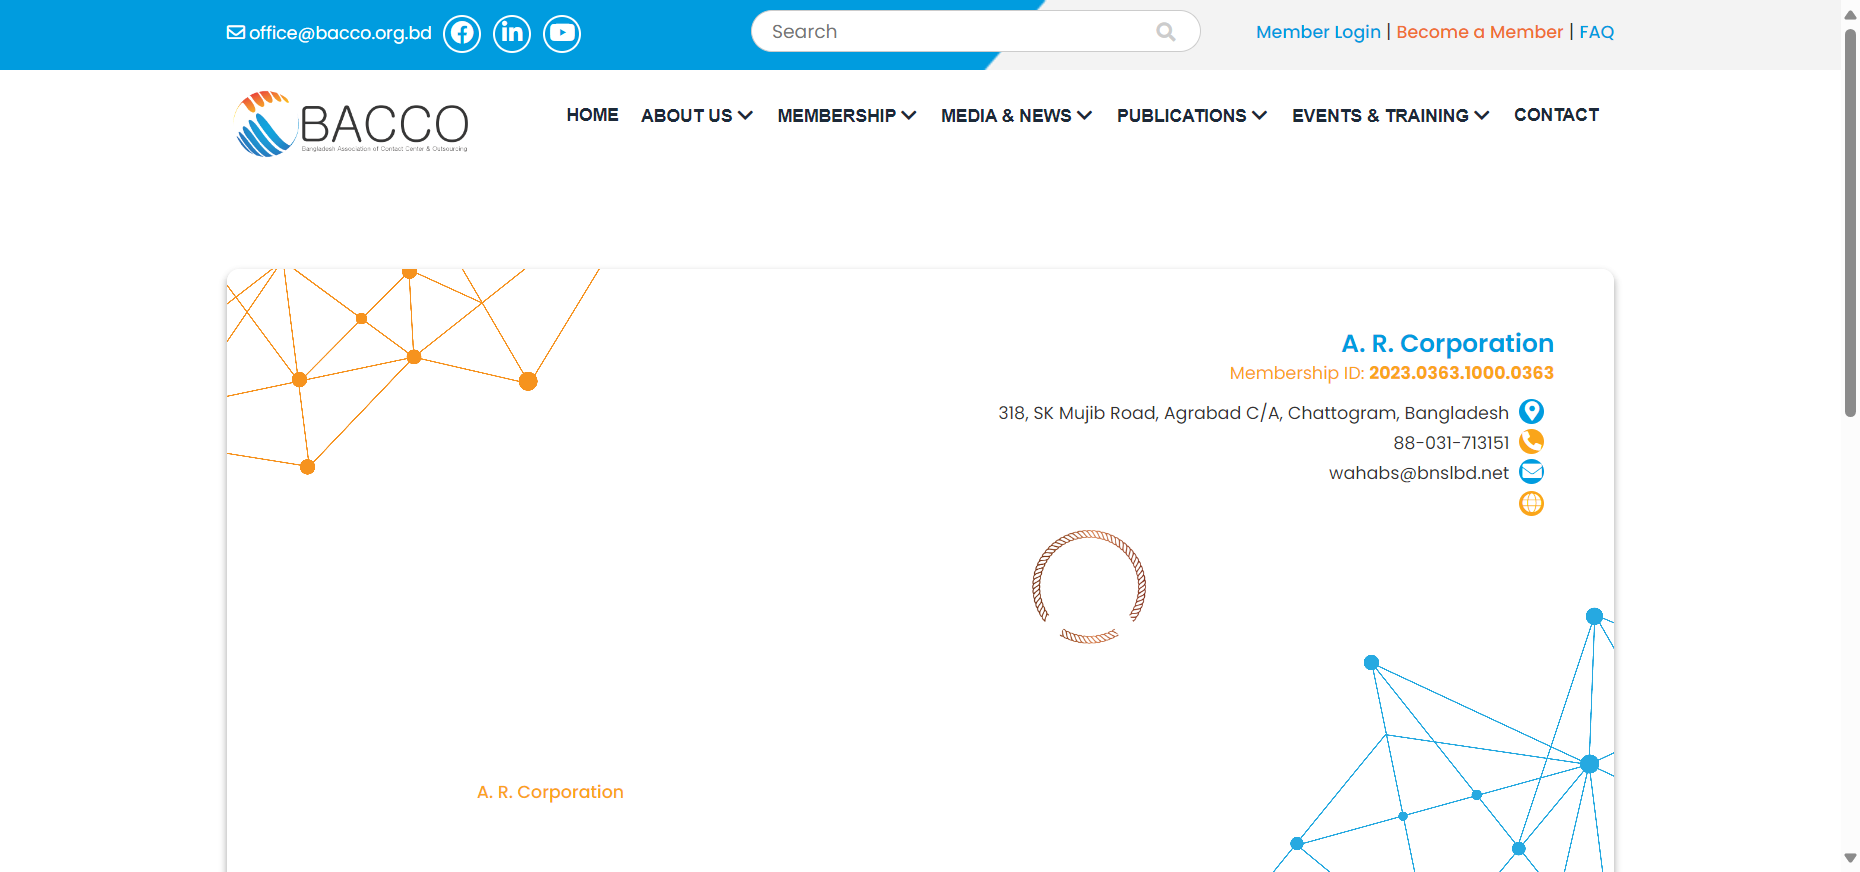 office@bacco.org.bd
Search
Member Login | Become a Member | FAQ
BACCO
Bangladesh Association of Contact Center & Outsourcing
HOME ABOUT US MEMBERSHIP MEDIA & NEWS PUBLICATIONS EVENTS & TRAINING CONTACT
A. R. Corporation
Membership ID: 2023.0363.1000.0363
318, SK Mujib Road, Agrabad C/A, Chattogram, Bangladesh
88-031-713151
wahabs@bnslbd.net
A. R. Corporation